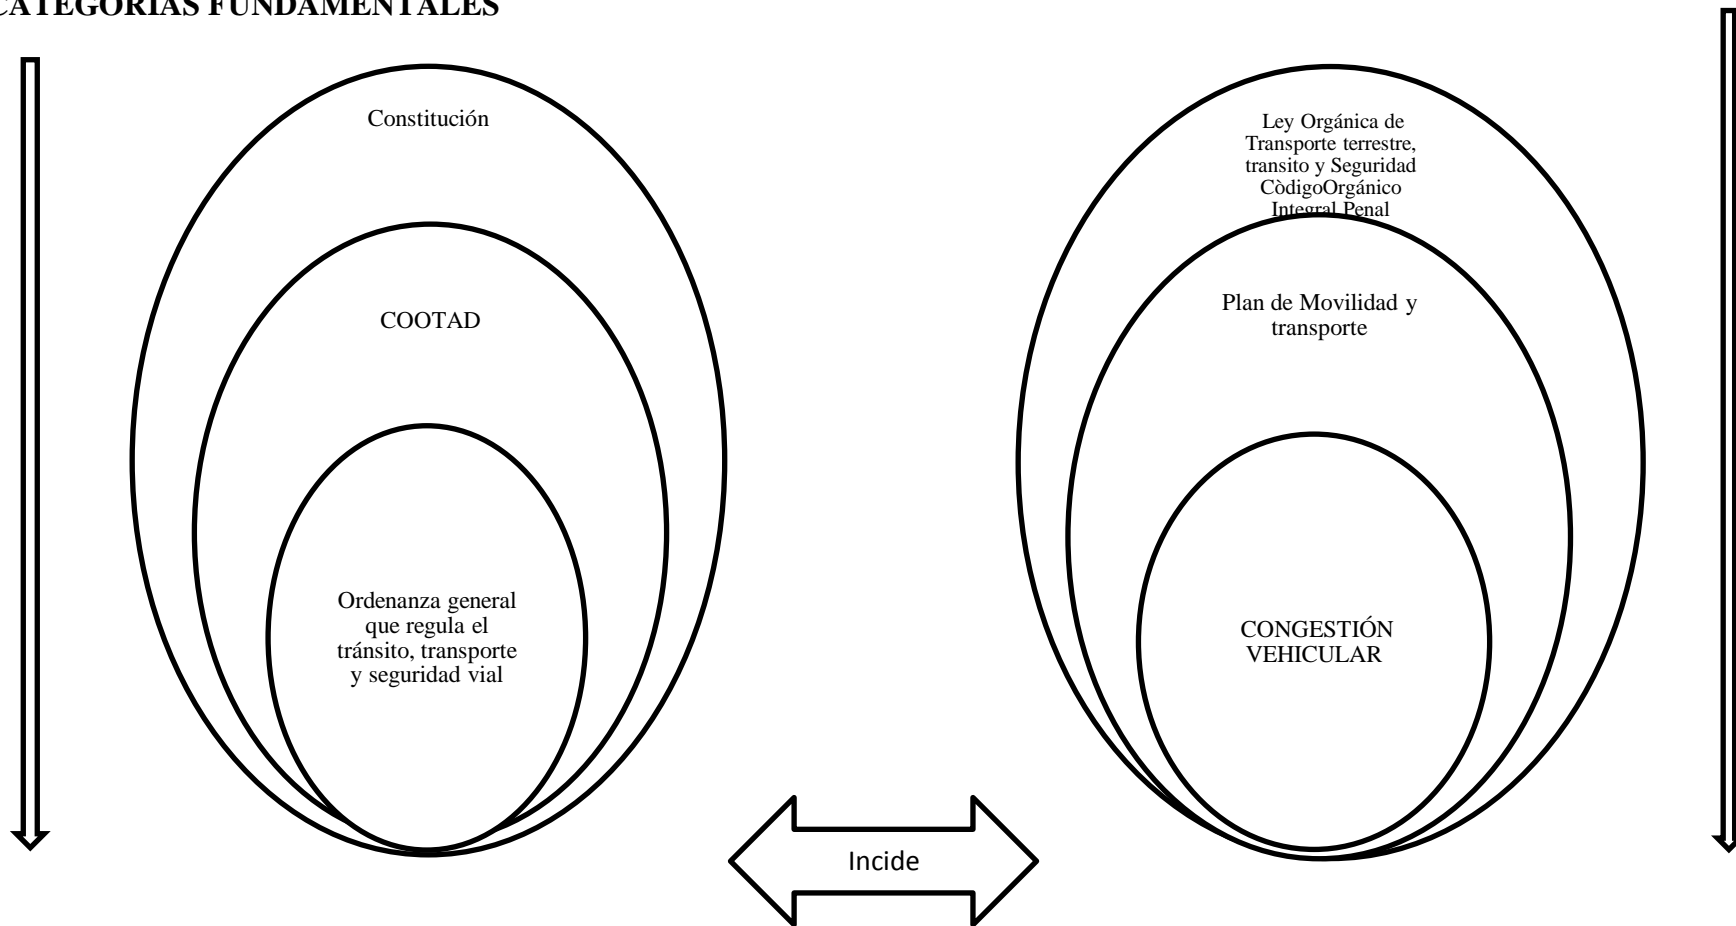 CATEGORÍAS FUNDAMENTALES
Constitución
COOTAD
Ordenanza general
que regula el
tránsito, transporte
y seguridad vial
Ley Orgánica de
Transporte terrestre,
transito y Seguridad
CòdigoOrgánico
Integral Penal
Plan de Movilidad y
transporte
CONGESTIÓN
VEHICULAR
Incide